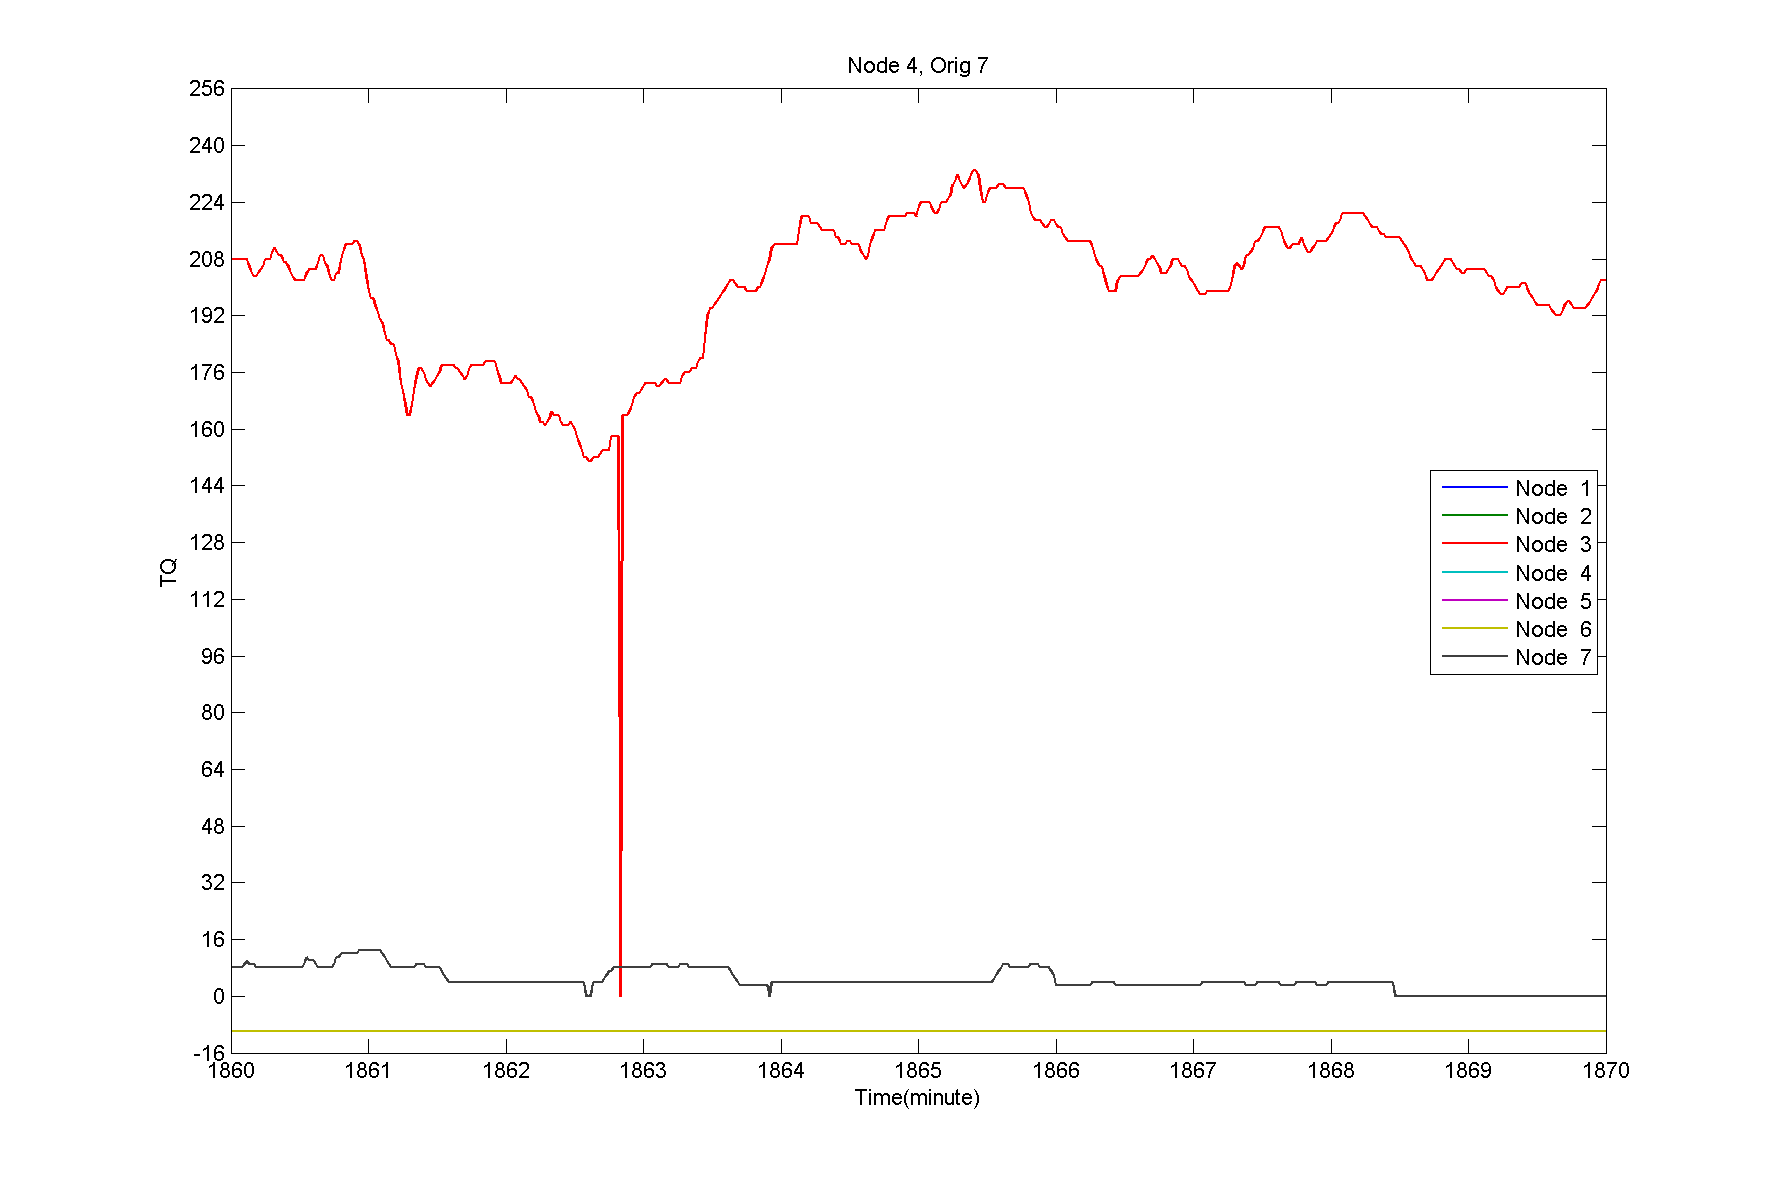 Node 4, Orig 7
256
240
224
208
192
176
160
144
128
112
96
80
64
48
32
16
0
-16
TQ
Node 1
Node 2
Node 3
Node 4
Node 5
Node 6
Node 7
1860 1861 1862 1863 1864 1865 1866 1867 1868 1869 1870
Time(minute)